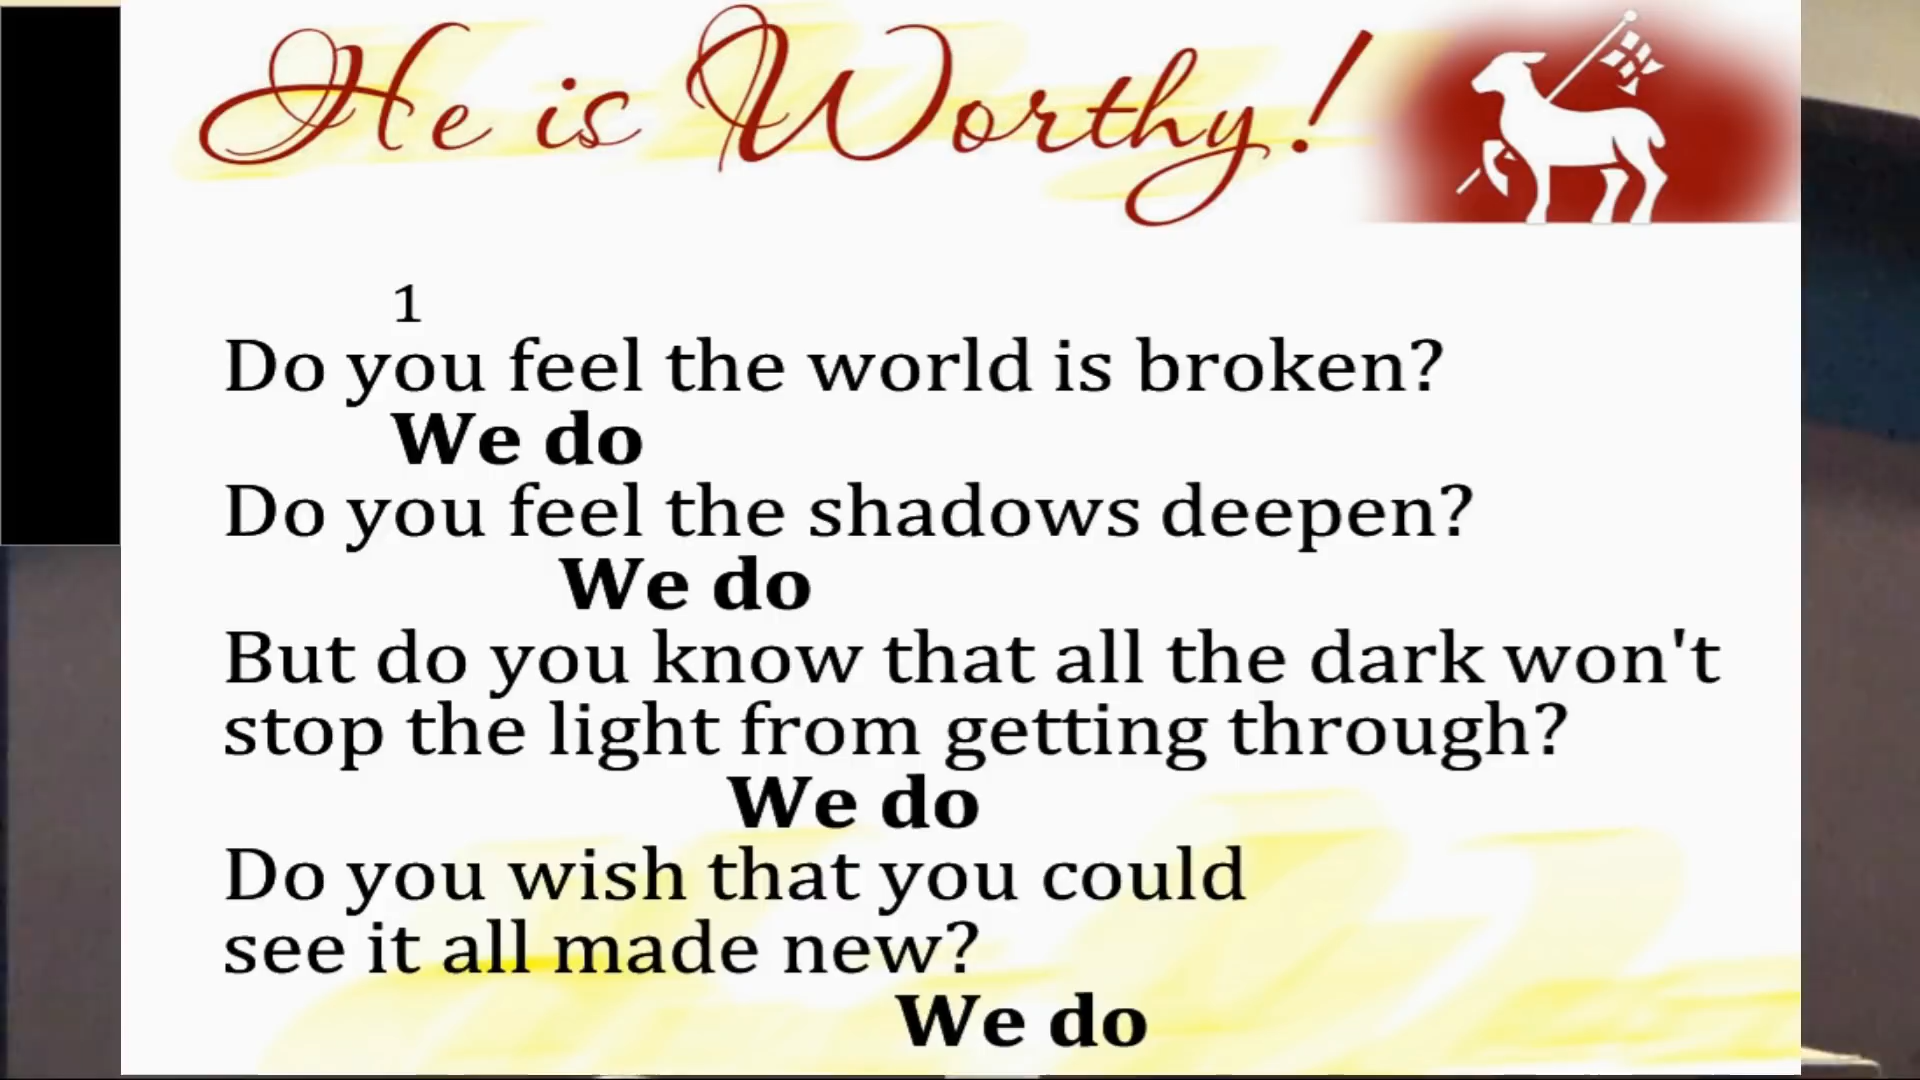 He is Worthy!
1
Do you feel the world is broken?
We do
Do you feel the shadows deepen?
We do
But do you know that all the dark won't
stop the light from getting through?
We do
Do you wish that you could
see it all made new?
We do